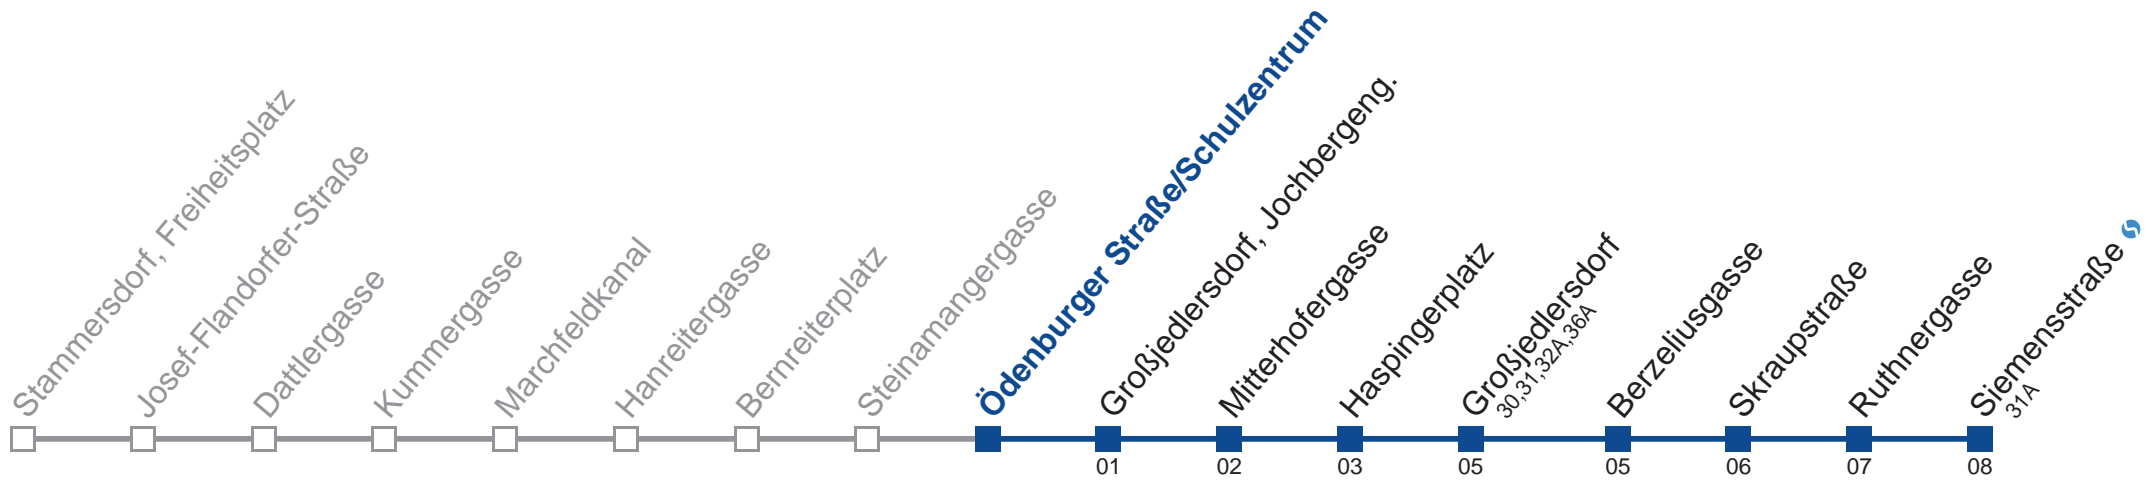 Stammersdorf, Freiheitsplatz
Josef-Flandorfer-Straße
Dattlergasse
Kummergasse
Marchfeldkanal
Hanreitergasse
Bernreiterplatz
Steinamangergasse
Ödenburger Straße/Schulzentrum
Großjedlersdorf, Jochbergeng.
Mitterhofergasse
Haspingerplatz
Großjedlersdorf
30,31,32A,36A
Berzeliusgasse
Skraupstraße
Ruthnergasse
Siemensstraße
31A
01
02
03
05
05
06
07
08